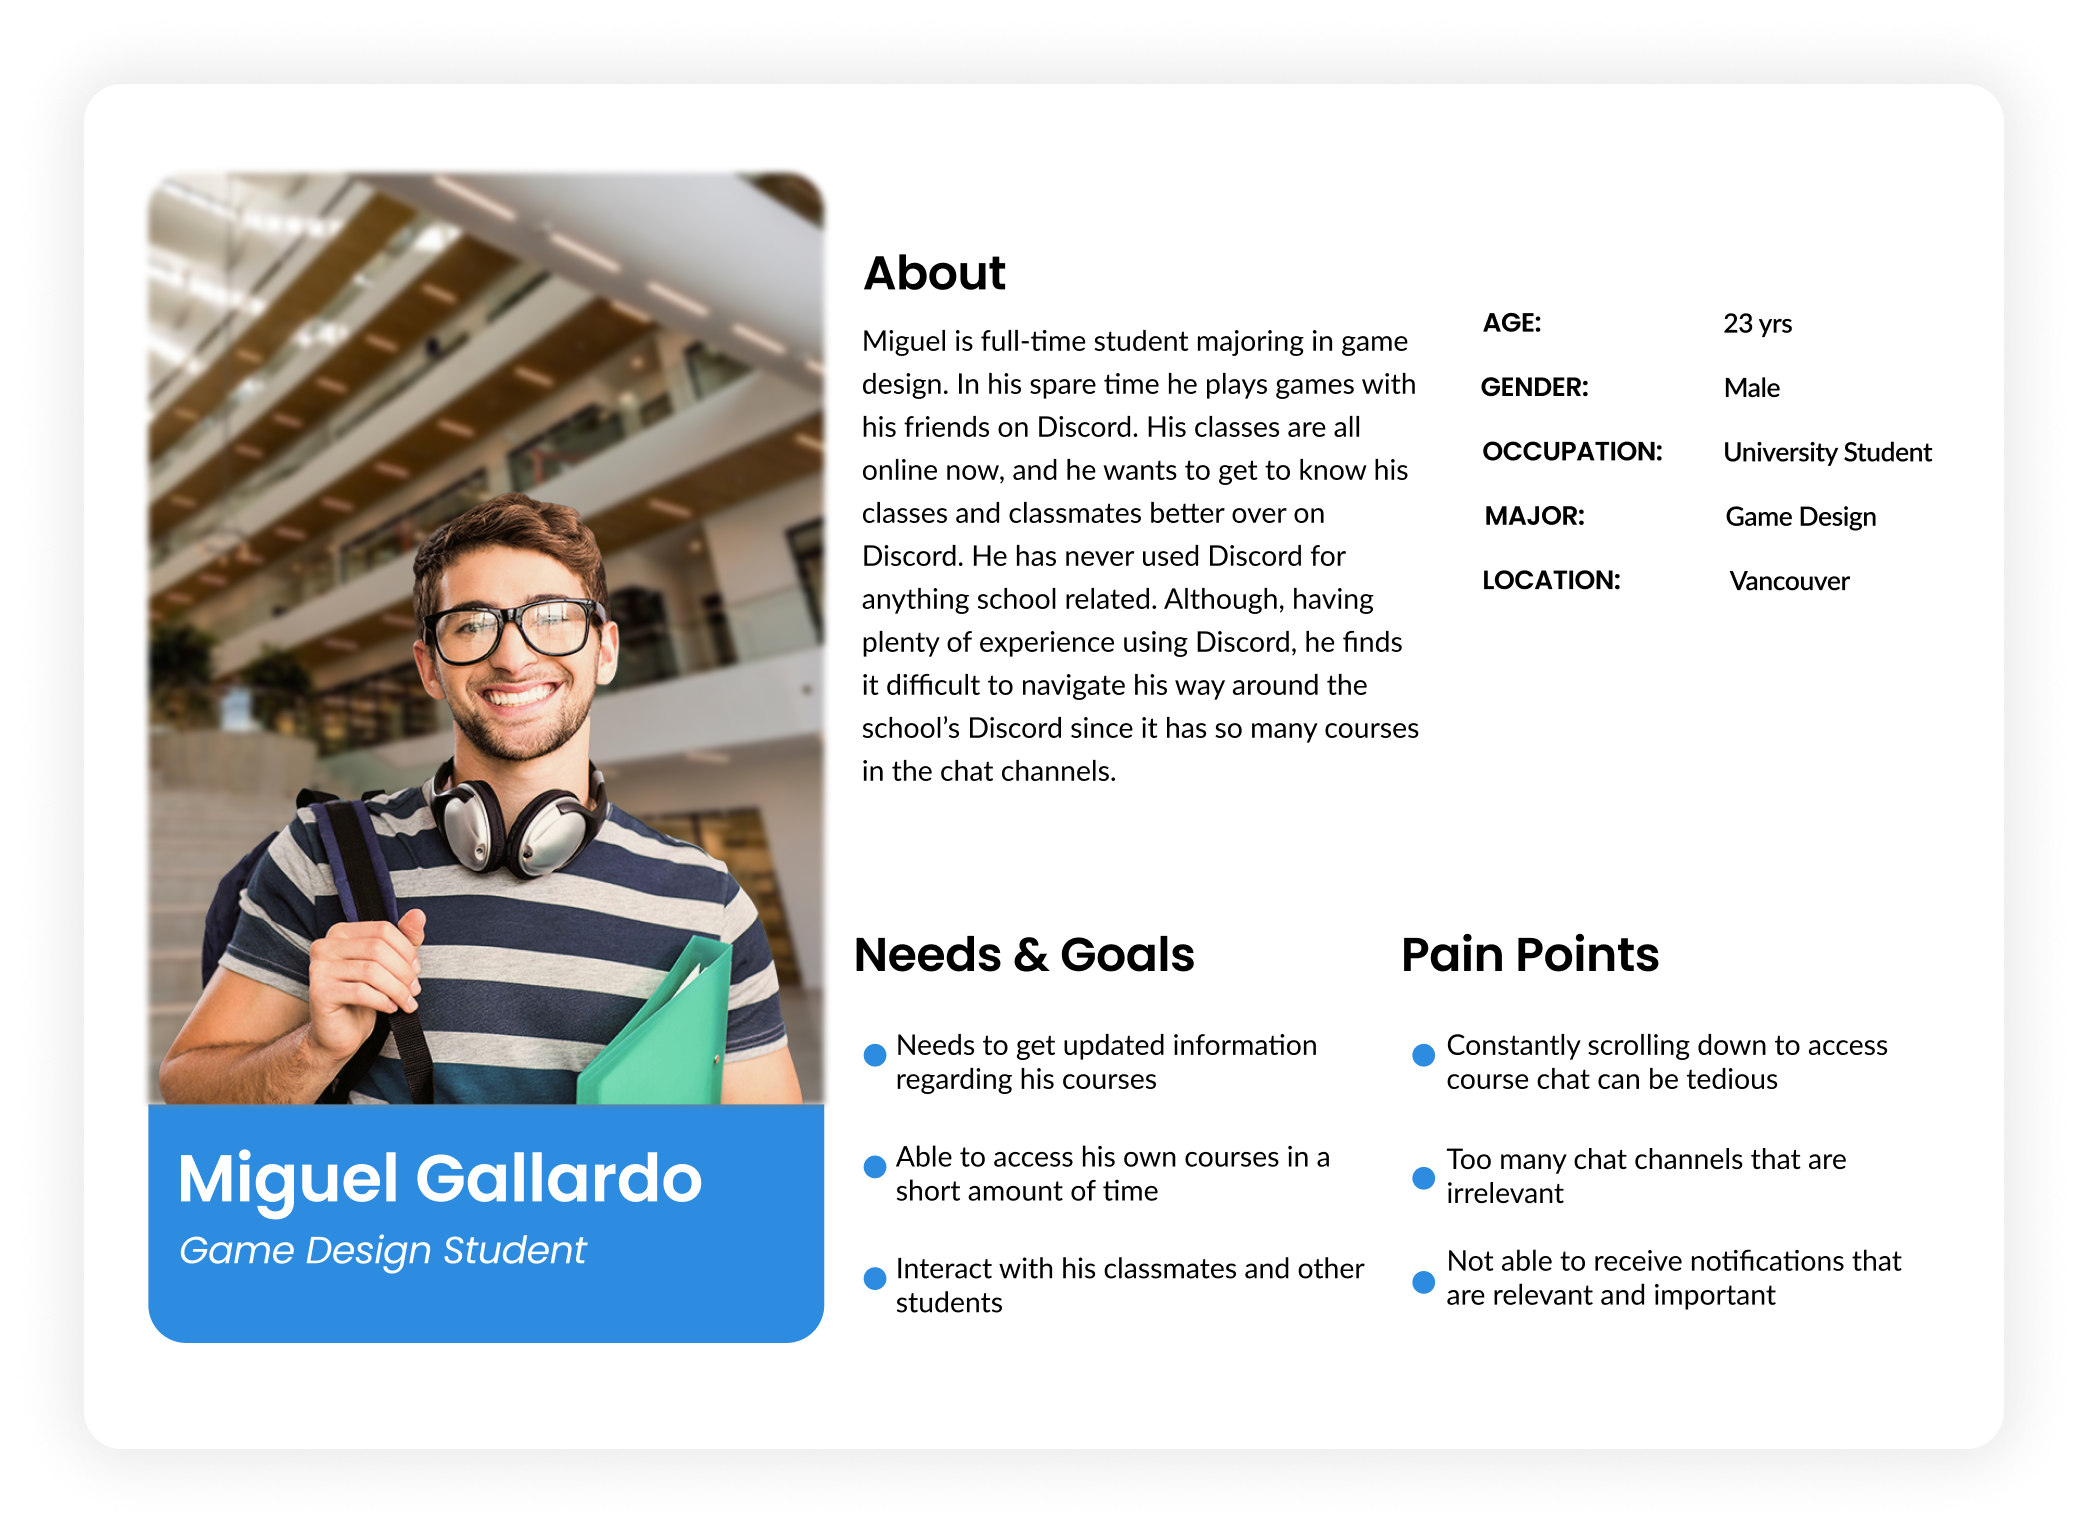 About
Miguel is full-time student majoring in game
design. In his spare time he plays games with
his friends on Discord. His classes are all
online now, and he wants to get to know his
classes and classmates better over on
Discord. He has never used Discord for
anything school related. Although, having
plenty of experience using Discord, he finds
it difficult to navigate his way around the
school’s Discord since it has so many courses
in the chat channels.
AGE: 23 yrs
GENDER: Male
OCCUPATION: University Student
MAJOR: Game Design
LOCATION: Vancouver
Needs & Goals
Needs to get updated information
regarding his courses
Able to access his own courses in a
short amount of time
Interact with his classmates and other
students
Pain Points
Constantly scrolling down to access
course chat can be tedious
Too many chat channels that are
irrelevant
Not able to receive notifications that
are relevant and important
Miguel Gallardo
Game Design Student